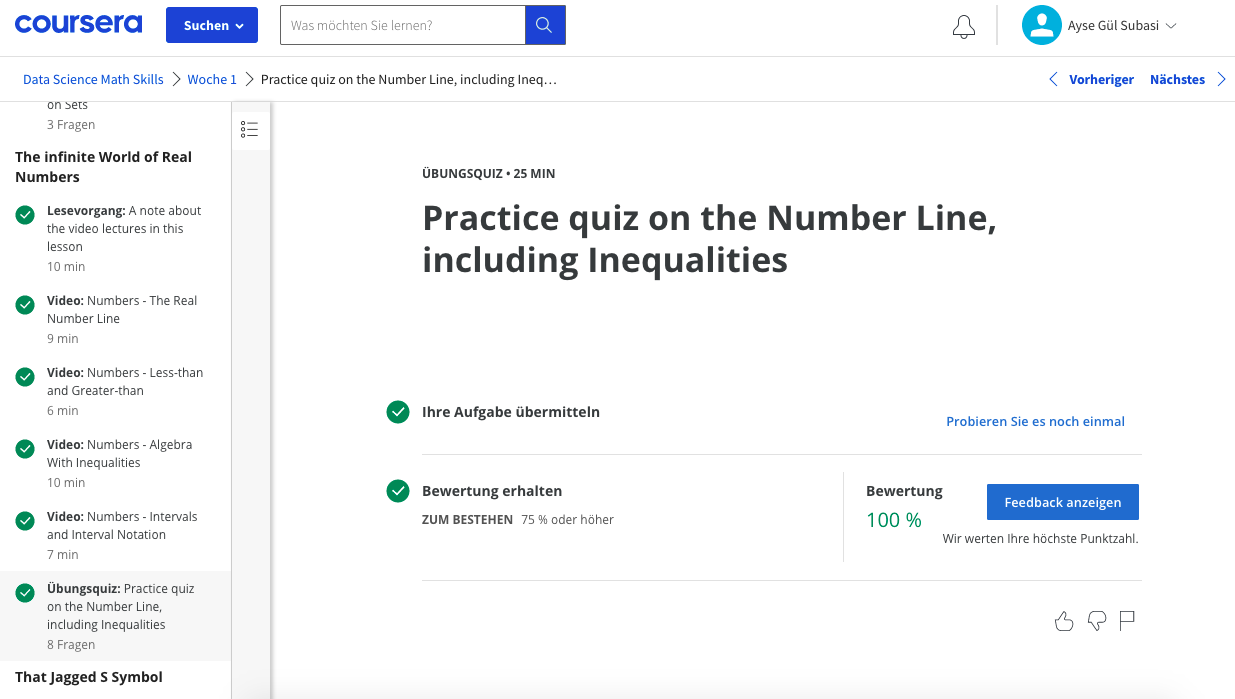 coursera
Suchen
Was möchten Sie lernen?
Ayse Gül Subasi
Data Science Math Skills
Woche 1
Practice quiz on the Number Line, including Ineq…
Vorheriger
Nächstes
on Sets
3 Fragen
The infinite World of Real
Numbers
Lesevorgang: A note about
the video lectures in this
lesson
10 min
Video: Numbers - The Real
Number Line
9 min
Video: Numbers - Less-than
and Greater-than
6 min
Video: Numbers - Algebra
With Inequalities
10 min
Video: Numbers - Intervals
and Interval Notation
7 min
Übungsquiz: Practice quiz
on the Number Line,
including Inequalities
8 Fragen
That Jagged S Symbol
ÜBUNGSQUIZ • 25 MIN
Practice quiz on the Number Line,
including Inequalities
Ihre Aufgabe übermitteln
Probieren Sie es noch einmal
Bewertung erhalten
ZUM BESTEHEN 75 % oder höher
Bewertung
100 %
Feedback anzeigen
Wir werten Ihre höchste Punktzahl.